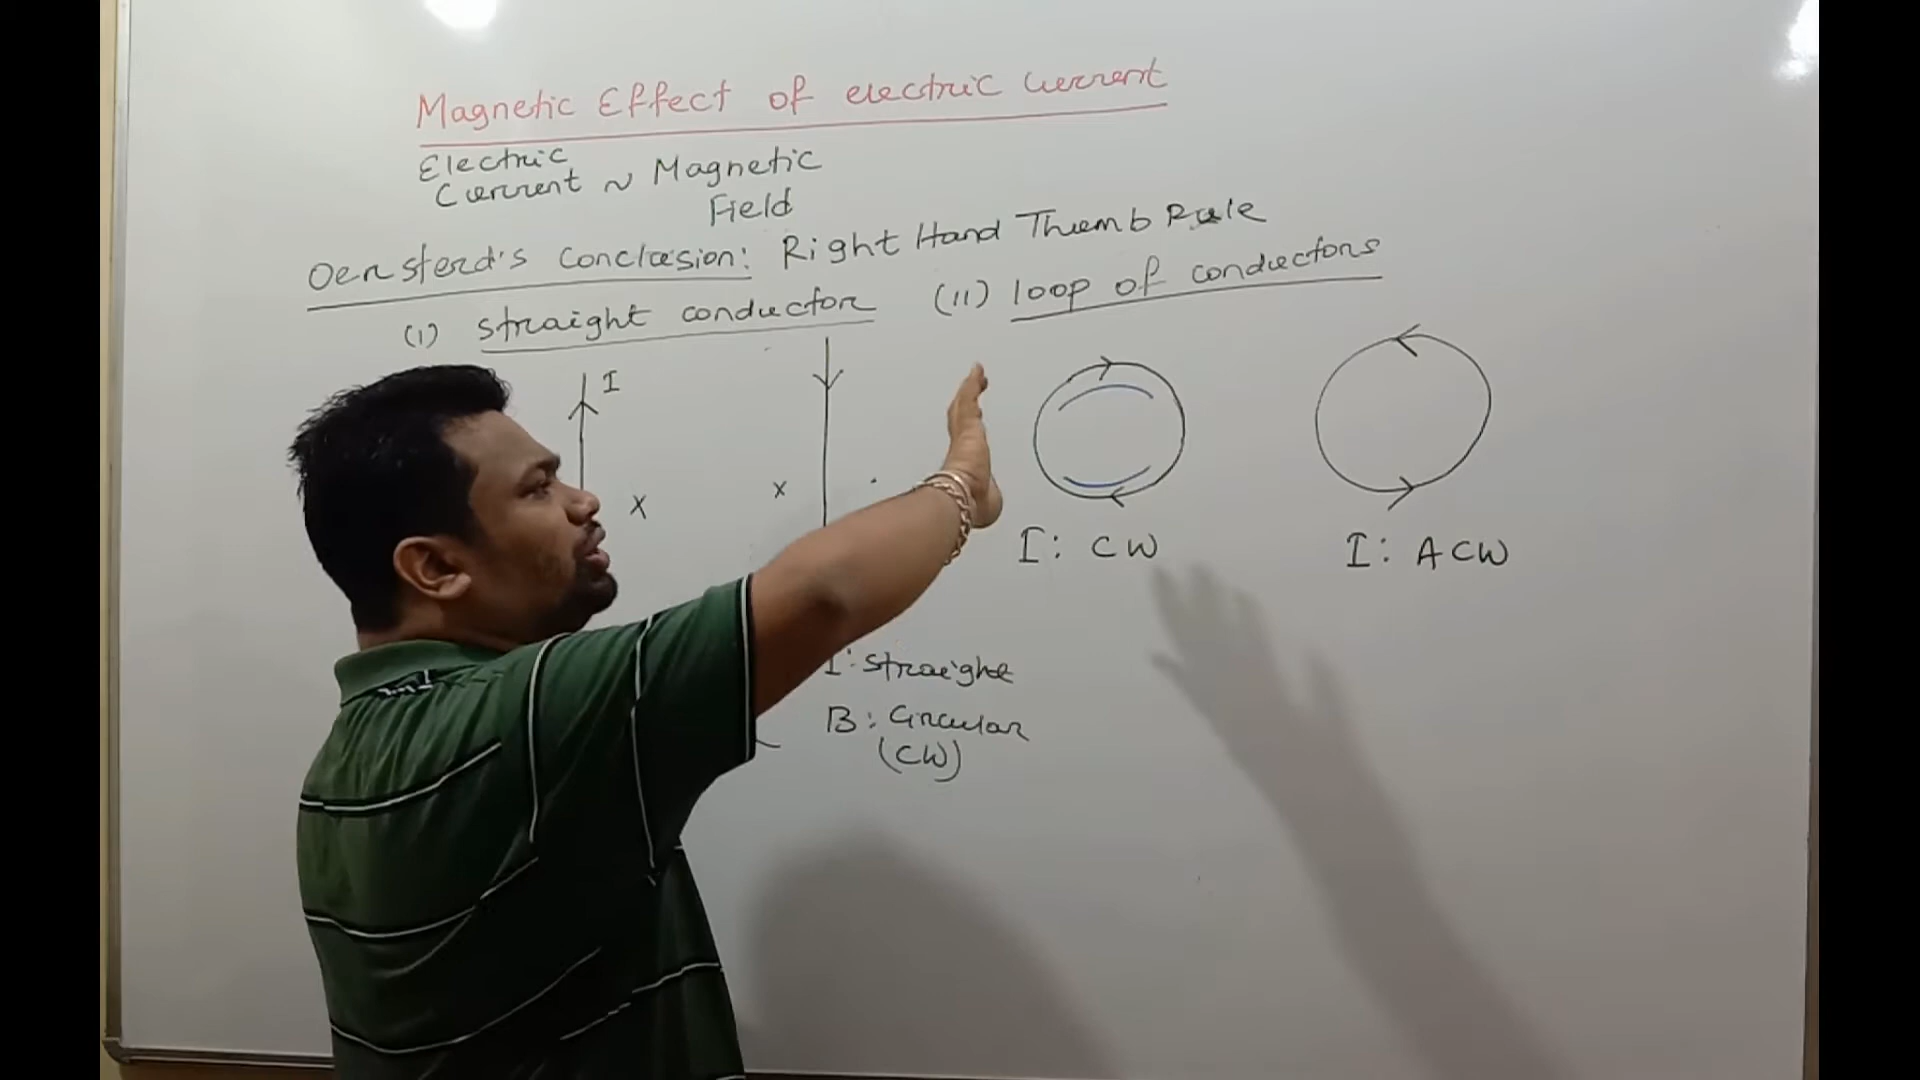 Magnetic Effect of electric current
Electric
Current ~ Magnetic
Field
Oersterd's Conclusion: Right Hand Thumb Rule
(I) straight conductor
(II) loop of conductors
I
X
X
I: CW
I: ACW
I: straight
B: Circular
(CW)